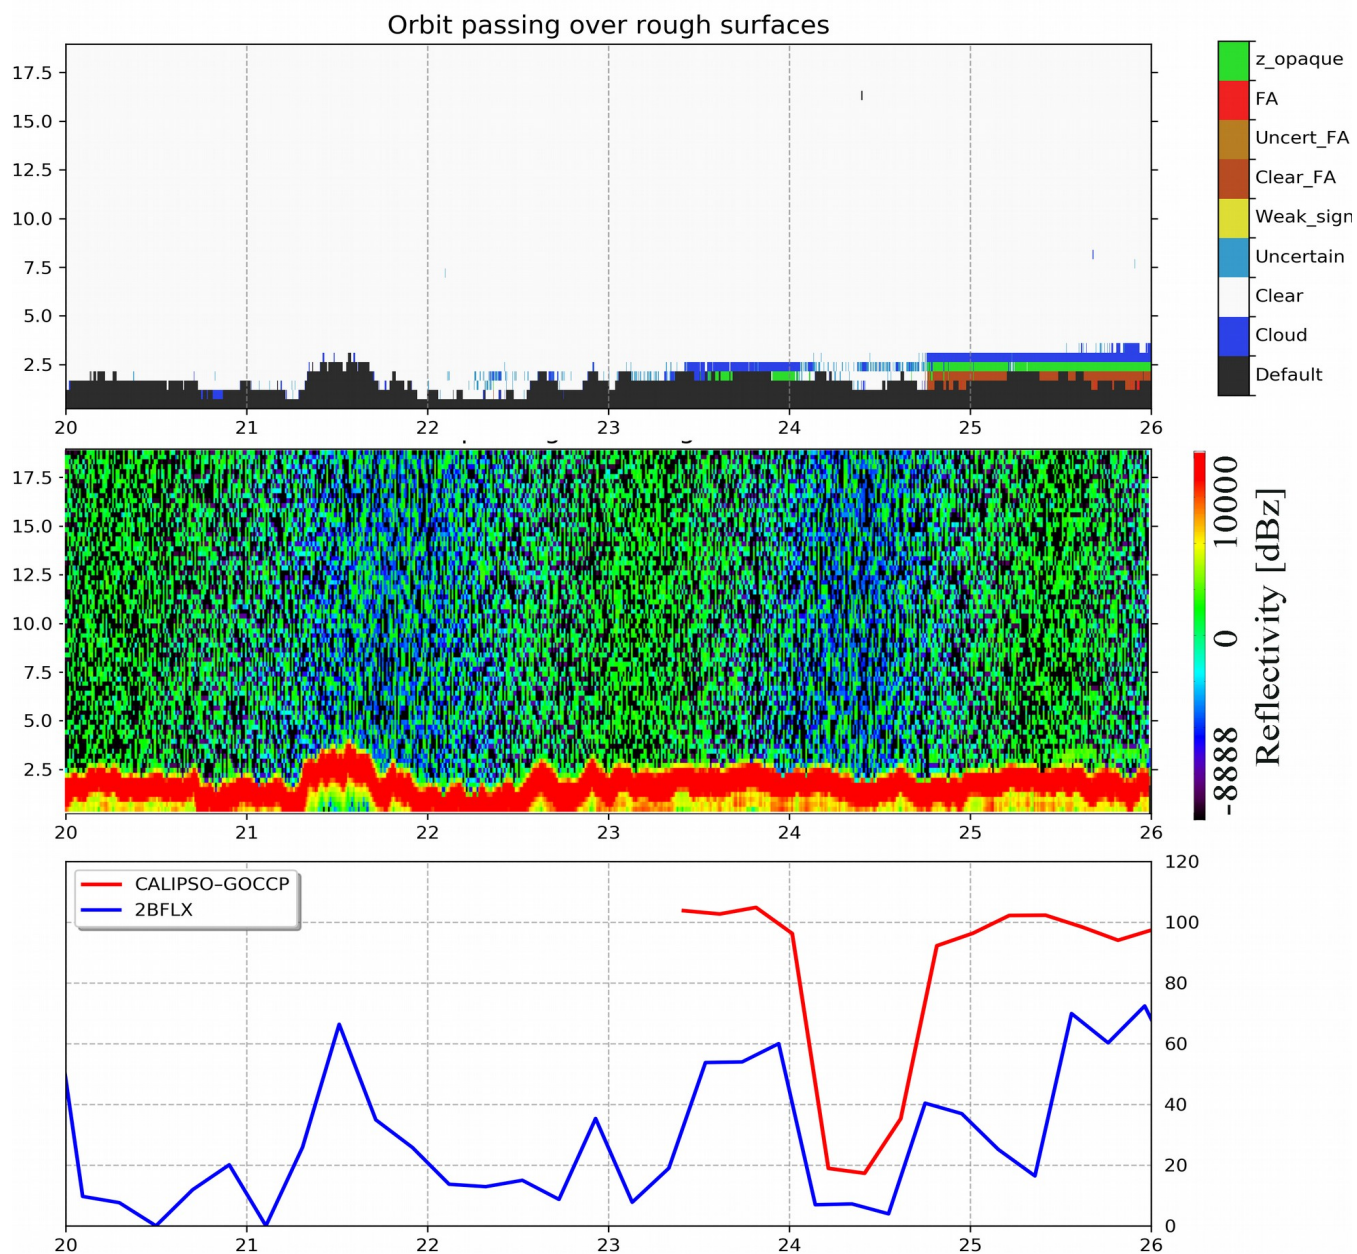 Orbit passing over rough surfaces
17.5
15.0
12.5
10.0
7.5
5.0
2.5
20 21 22 23 24 25 26
z_opaque
FA
Uncert_FA
Clear_FA
Weak_sign
Uncertain
Clear
Cloud
Default
17.5
15.0
12.5
10.0
7.5
5.0
2.5
20 21 22 23 24 25 26
10000
0
-8888
Reflectivity [dBz]
CALIPSO–GOCCP
2BFLX
120
100
80
60
40
20
0
20 21 22 23 24 25 26